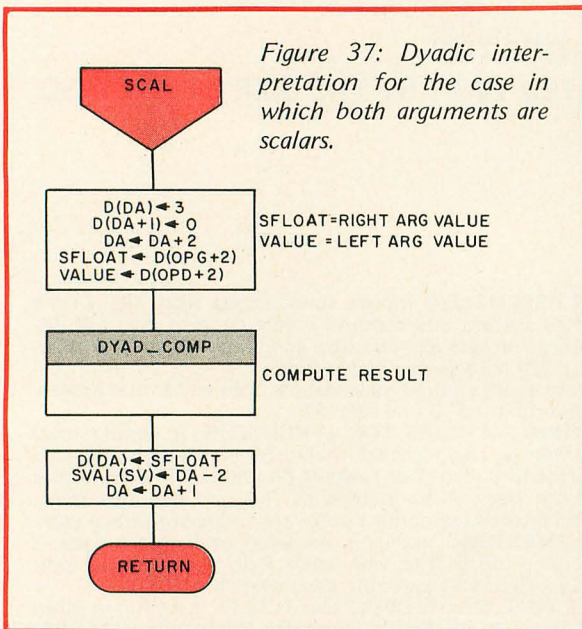 Figure 37: Dyadic inter-
pretation for the case in
which both arguments are
scalars.
SCAL
D(DA)←3
D(DA+1)←0
DA←DA+2
SFLOAT←D(OPG+2)
VALUE←D(OPD+2)
SFLOAT=RIGHT ARG VALUE
VALUE =LEFT ARG VALUE
DYAD_COMP
COMPUTE RESULT
D(DA)←SFLOAT
SVAL(SV)←DA-2
DA←DA+1
RETURN